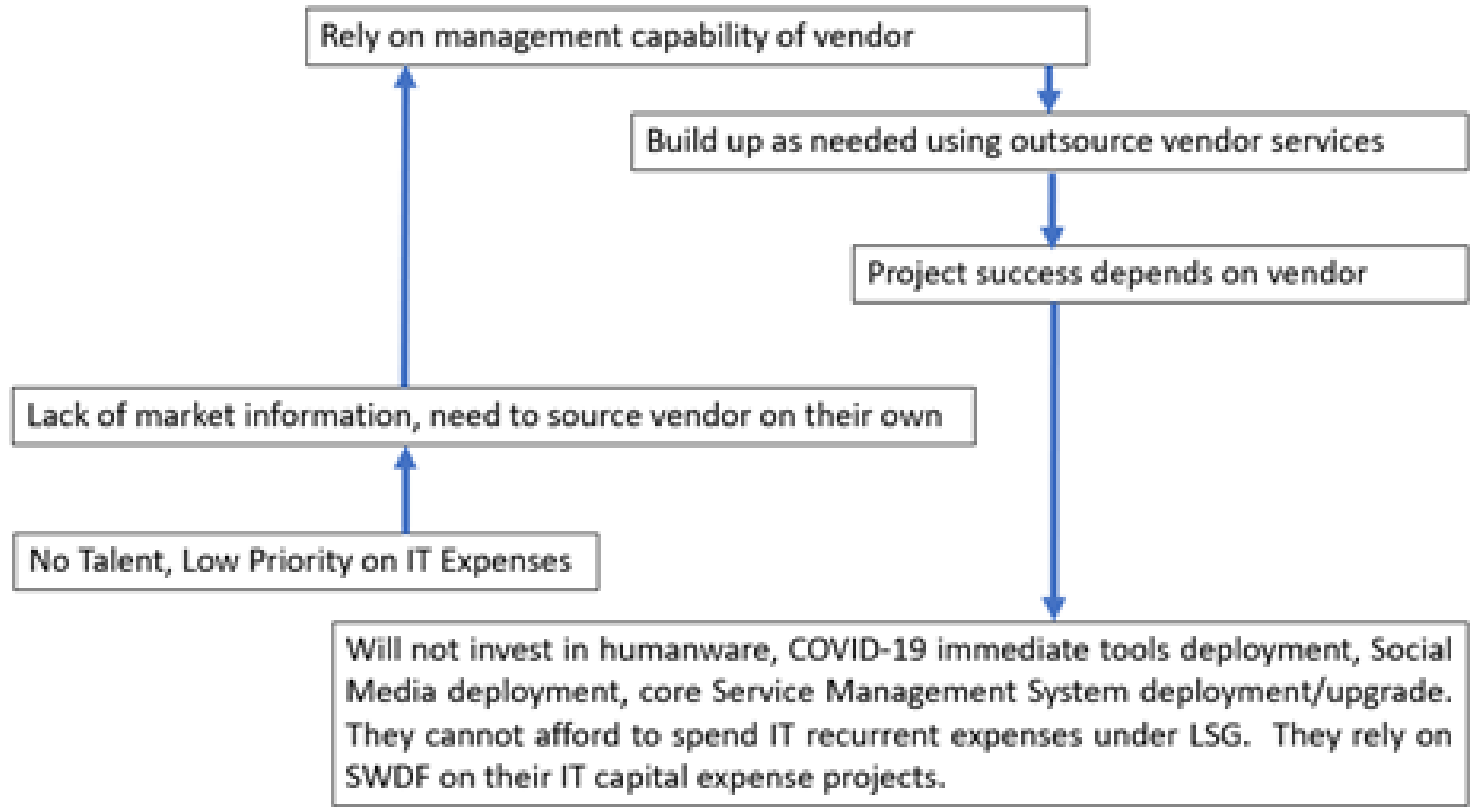 Rely on management capability of vendor
Build up as needed using outsource vendor services
Project success depends on vendor
Lack of market information, need to source vendor on their own
No Talent, Low Priority on IT Expenses
Will not invest in humanware, COVID-19 immediate tools deployment, Social
Media deployment, core Service Management System deployment/upgrade.
They cannot afford to spend IT recurrent expenses under LSG. They rely on
SWDF on their IT capital expense projects.